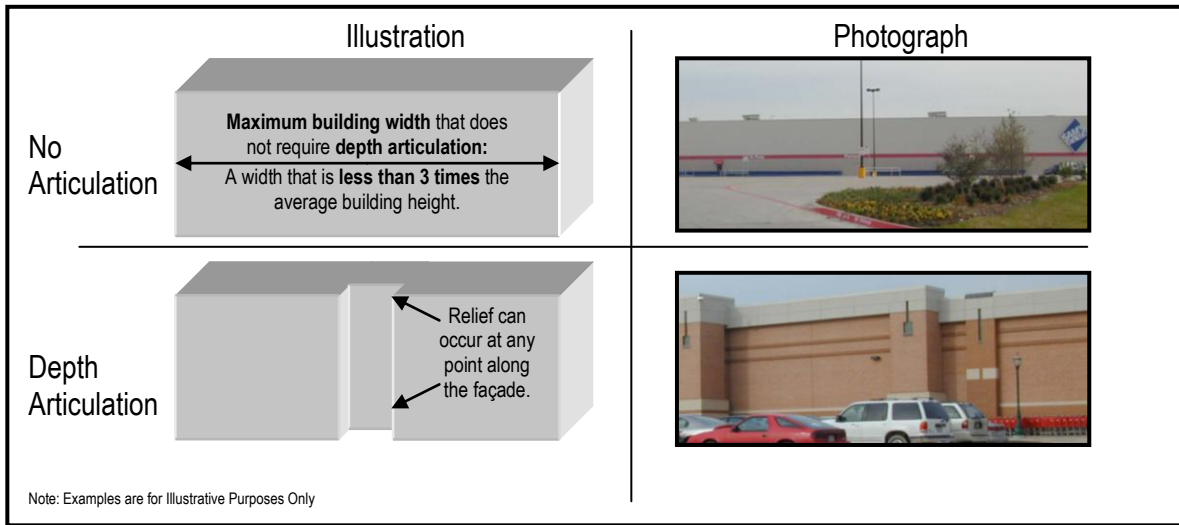 Illustration
Photograph
No
Articulation
Maximum building width that does
not require depth articulation:
A width that is less than 3 times the
average building height.
Depth
Articulation
Relief can
occur at any
point along
the façade.
Note: Examples are for Illustrative Purposes Only